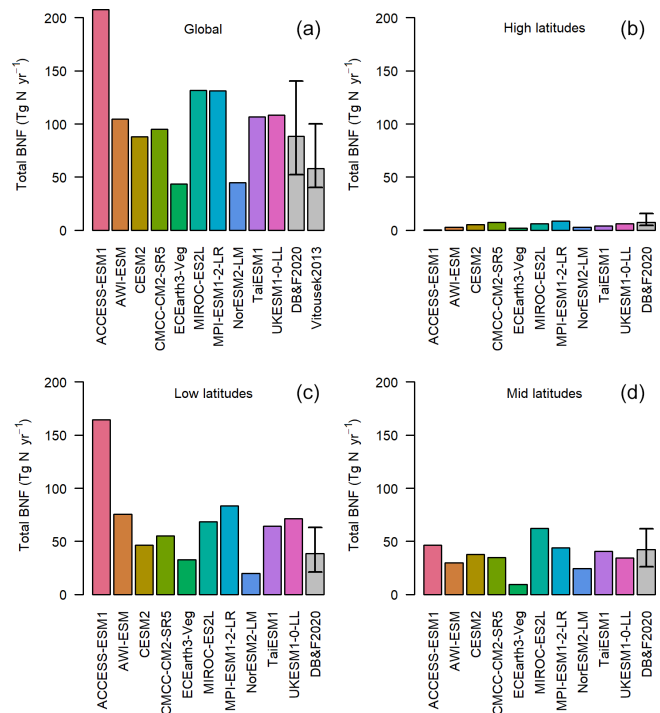 Global
(a)
Total BNF (Tg N yr⁻¹)
200
150
100
50
0
ACCESS-ESM1
AWI-ESM
CESM2
CMCC-CM2-SR5
ECEarth3-Veg
MIROC-ES2L
MPI-ESM1-2-LR
NorESM2-LM
TaiESM1
UKESM1-0-LL
DB&F2020
Vitousek2013
High latitudes
(b)
Total BNF (Tg N yr⁻¹)
200
150
100
50
0
ACCESS-ESM1
AWI-ESM
CESM2
CMCC-CM2-SR5
ECEarth3-Veg
MIROC-ES2L
MPI-ESM1-2-LR
NorESM2-LM
TaiESM1
UKESM1-0-LL
DB&F2020
Low latitudes
(c)
Total BNF (Tg N yr⁻¹)
200
150
100
50
0
ACCESS-ESM1
AWI-ESM
CESM2
CMCC-CM2-SR5
ECEarth3-Veg
MIROC-ES2L
MPI-ESM1-2-LR
NorESM2-LM
TaiESM1
UKESM1-0-LL
DB&F2020
Mid latitudes
(d)
Total BNF (Tg N yr⁻¹)
200
150
100
50
0
ACCESS-ESM1
AWI-ESM
CESM2
CMCC-CM2-SR5
ECEarth3-Veg
MIROC-ES2L
MPI-ESM1-2-LR
NorESM2-LM
TaiESM1
UKESM1-0-LL
DB&F2020